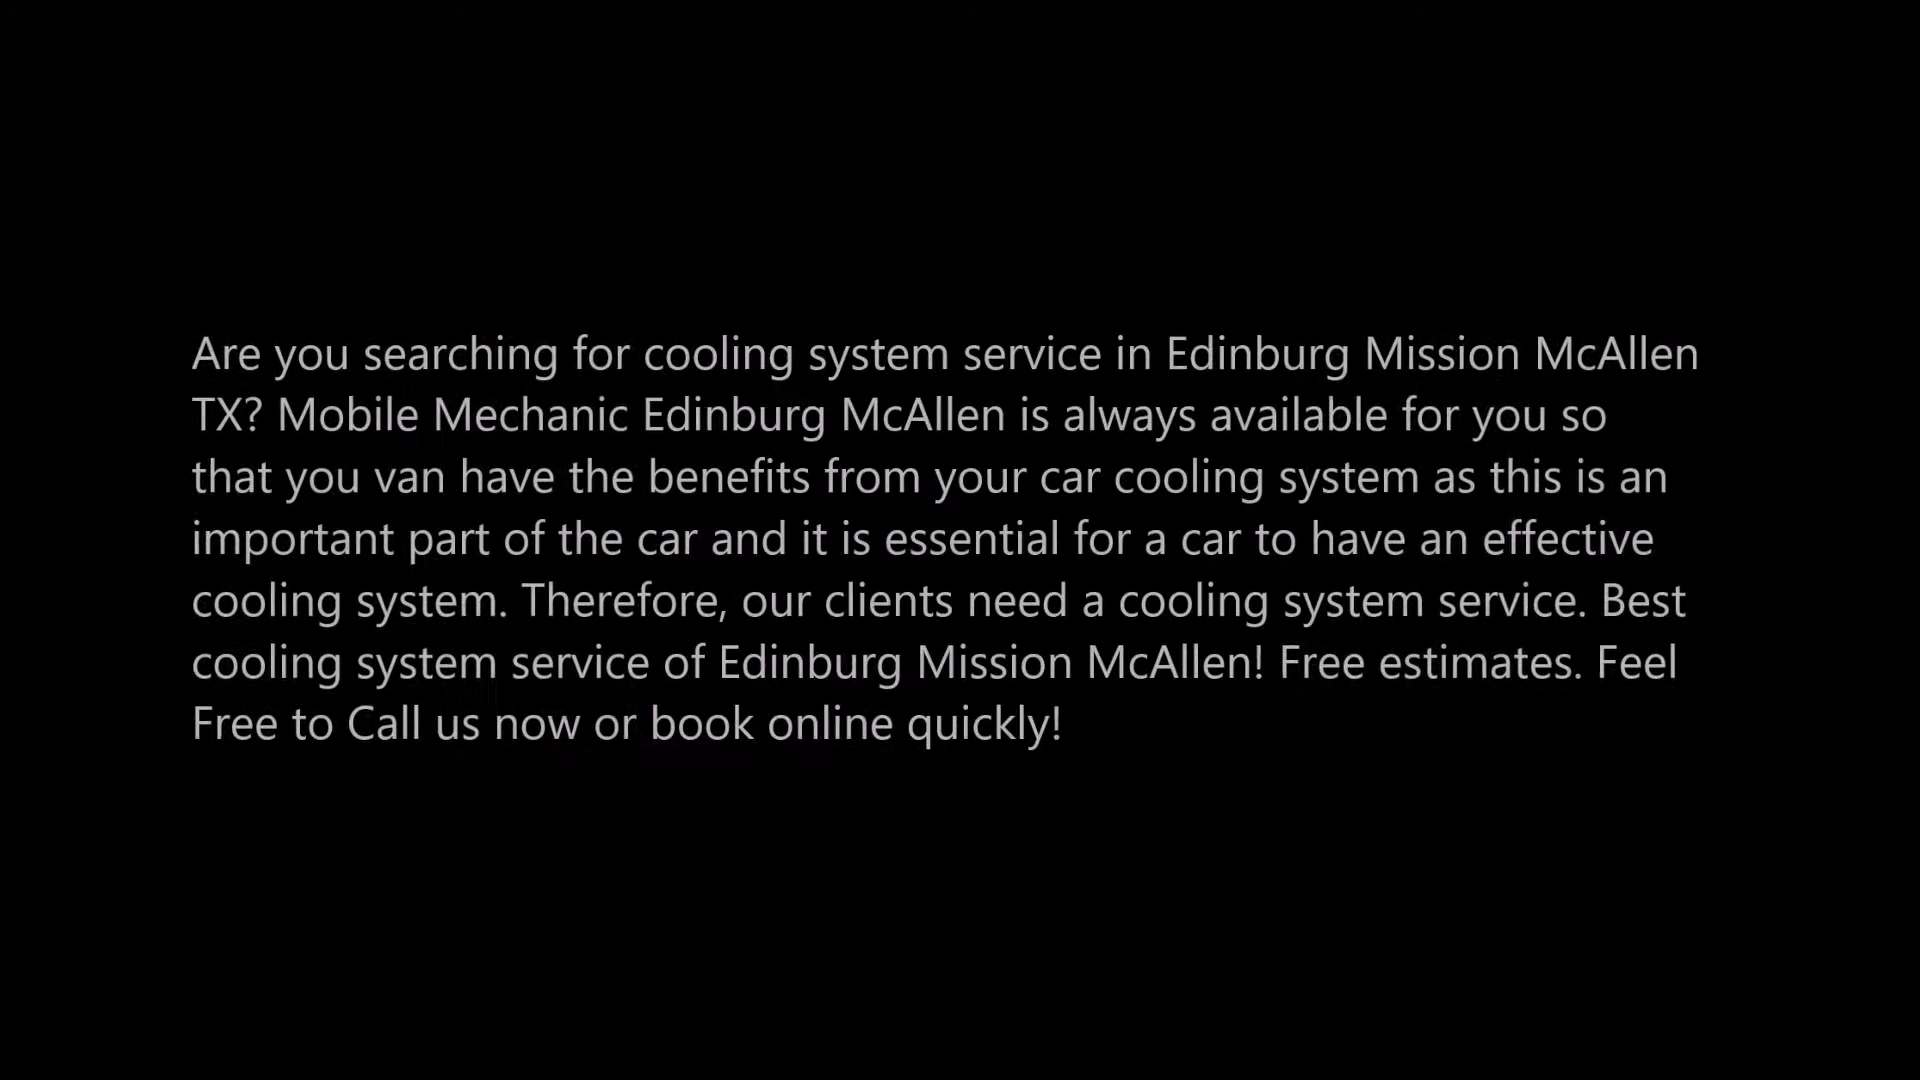 Are you searching for cooling system service in Edinburg Mission McAllen
TX? Mobile Mechanic Edinburg McAllen is always available for you so
that you van have the benefits from your car cooling system as this is an
important part of the car and it is essential for a car to have an effective
cooling system. Therefore, our clients need a cooling system service. Best
cooling system service of Edinburg Mission McAllen! Free estimates. Feel
Free to Call us now or book online quickly!